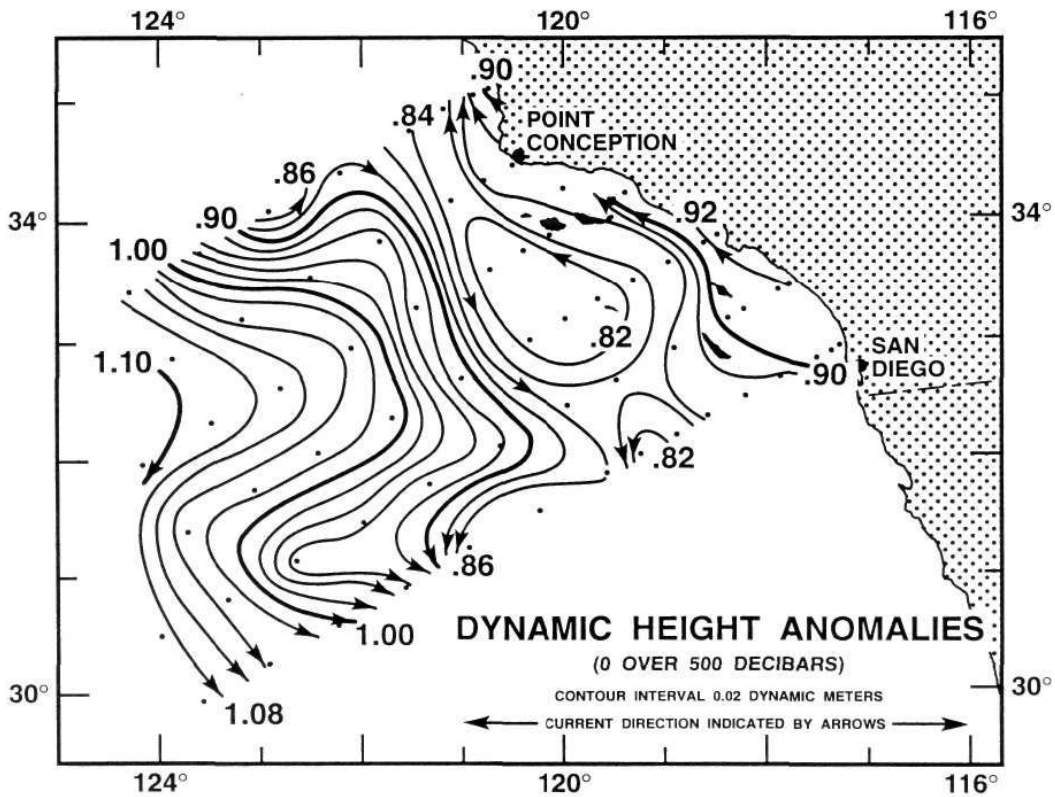 124°
120°
116°
.90
.84
POINT
CONCEPTION
.86
34°
.90
.92
34°
1.00
.82
1.10
SAN
DIEGO
.90
.82
.86
1.00
DYNAMIC HEIGHT ANOMALIES
(0 OVER 500 DECIBARS)
CONTOUR INTERVAL 0.02 DYNAMIC METERS
CURRENT DIRECTION INDICATED BY ARROWS
30°
30°
1.08
124°
120°
116°